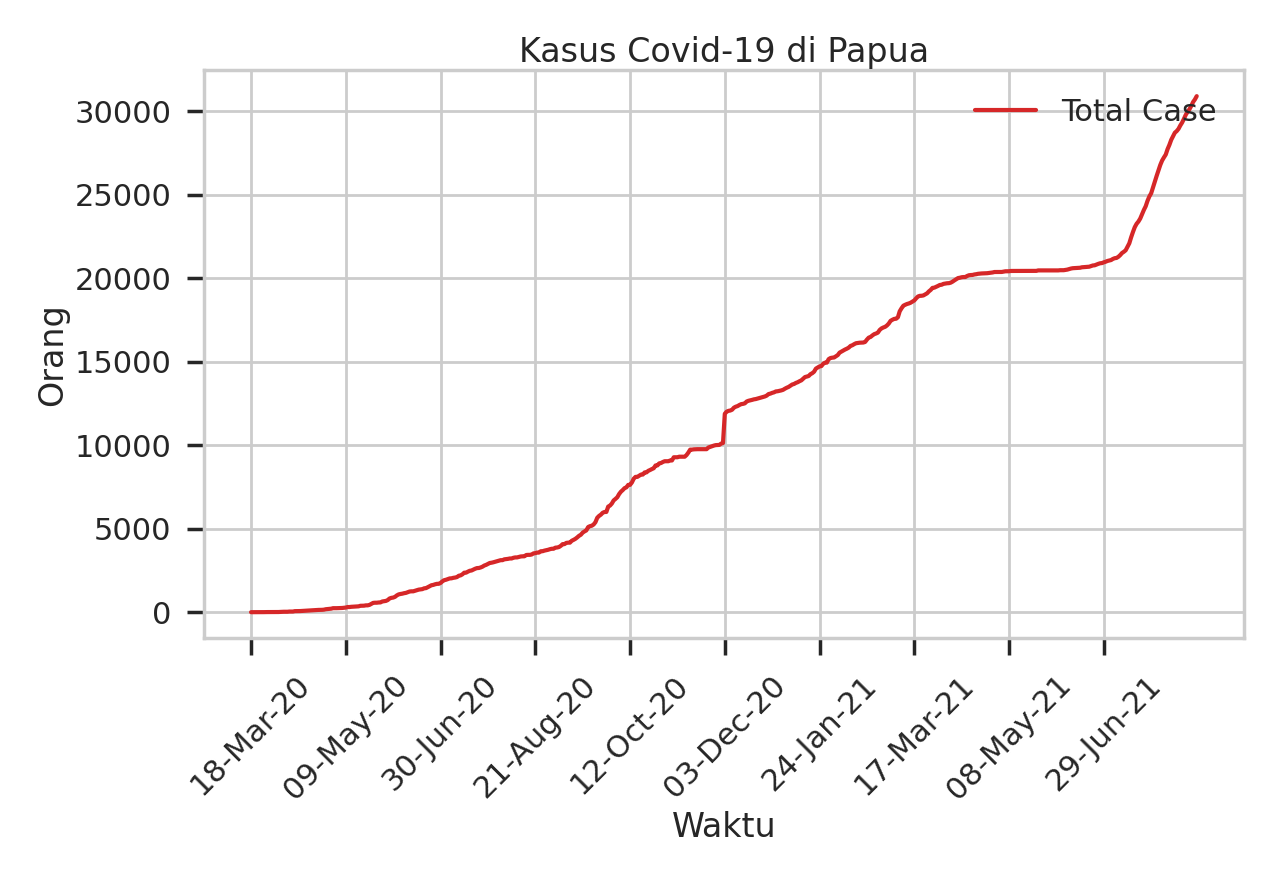 Kasus Covid-19 di Papua
Total Case
Orang
30000
25000
20000
15000
10000
5000
0
18-Mar-20
09-May-20
30-Jun-20
21-Aug-20
12-Oct-20
03-Dec-20
24-Jan-21
17-Mar-21
08-May-21
29-Jun-21
Waktu